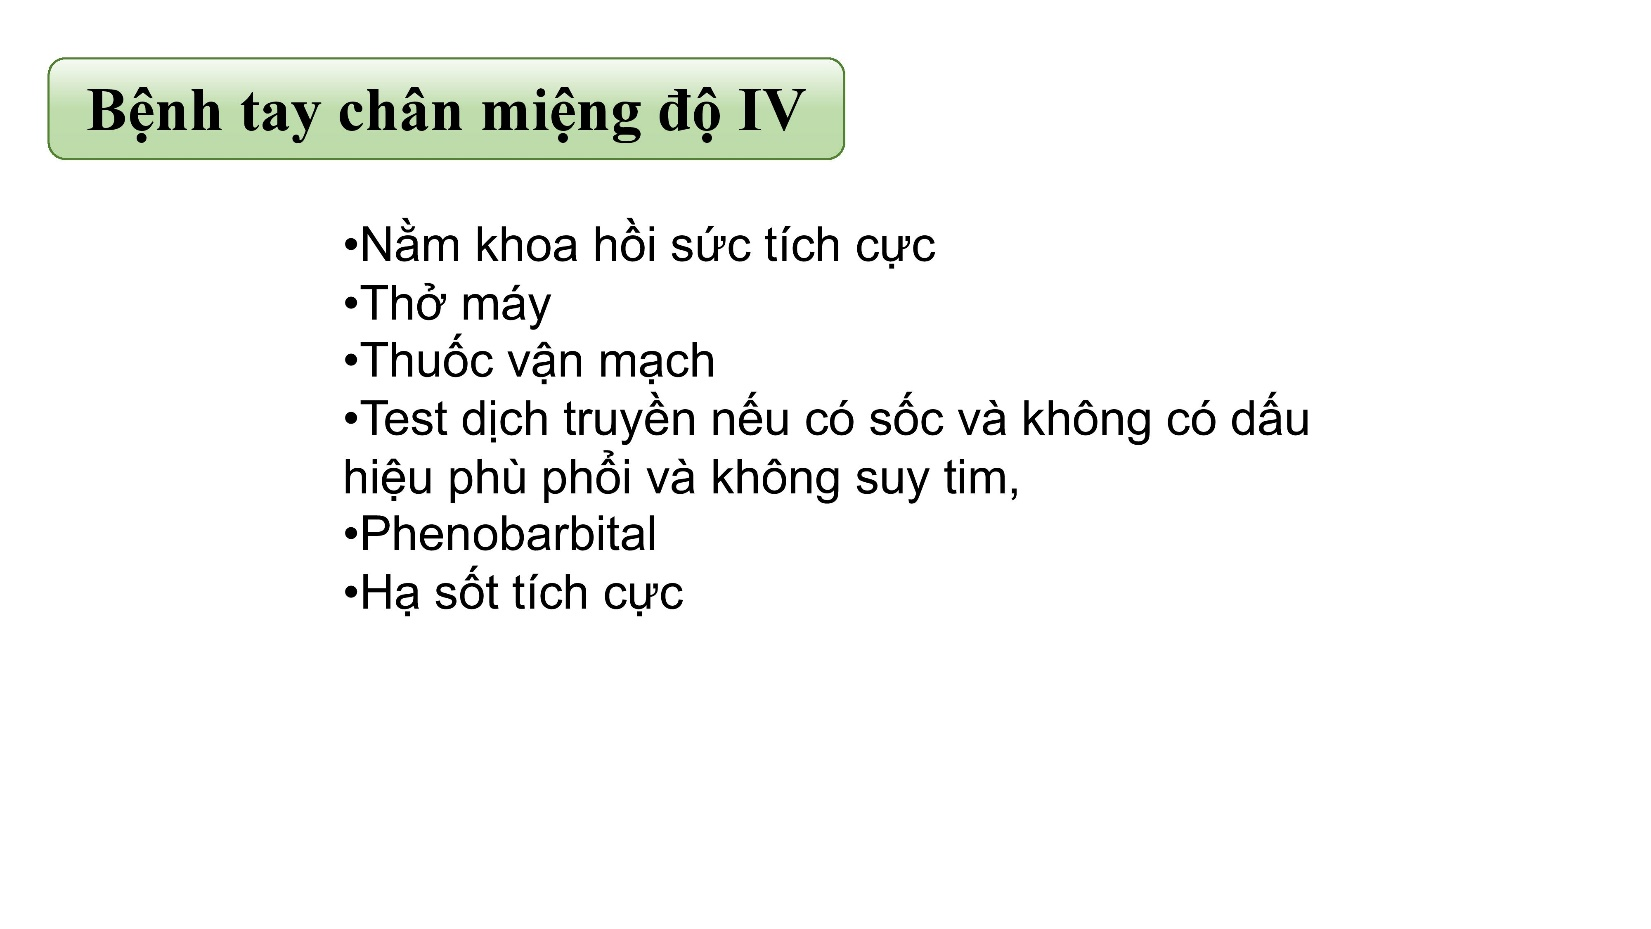 Bệnh tay chân miệng độ IV
•Nằm khoa hồi sức tích cực
•Thở máy
•Thuốc vận mạch
•Test dịch truyền nếu có sốc và không có dấu
hiệu phù phổi và không suy tim,
•Phenobarbital
•Hạ sốt tích cực